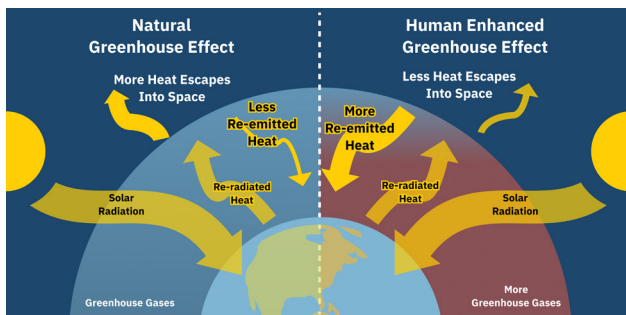 Natural
Greenhouse Effect
More Heat Escapes
Into Space
Less
Re-emitted
Heat
Re-radiated
Heat
Solar
Radiation
Greenhouse Gases
Human Enhanced
Greenhouse Effect
Less Heat Escapes
Into Space
More
Re-emitted
Heat
Re-radiated
Heat
Solar
Radiation
More
Greenhouse Gases